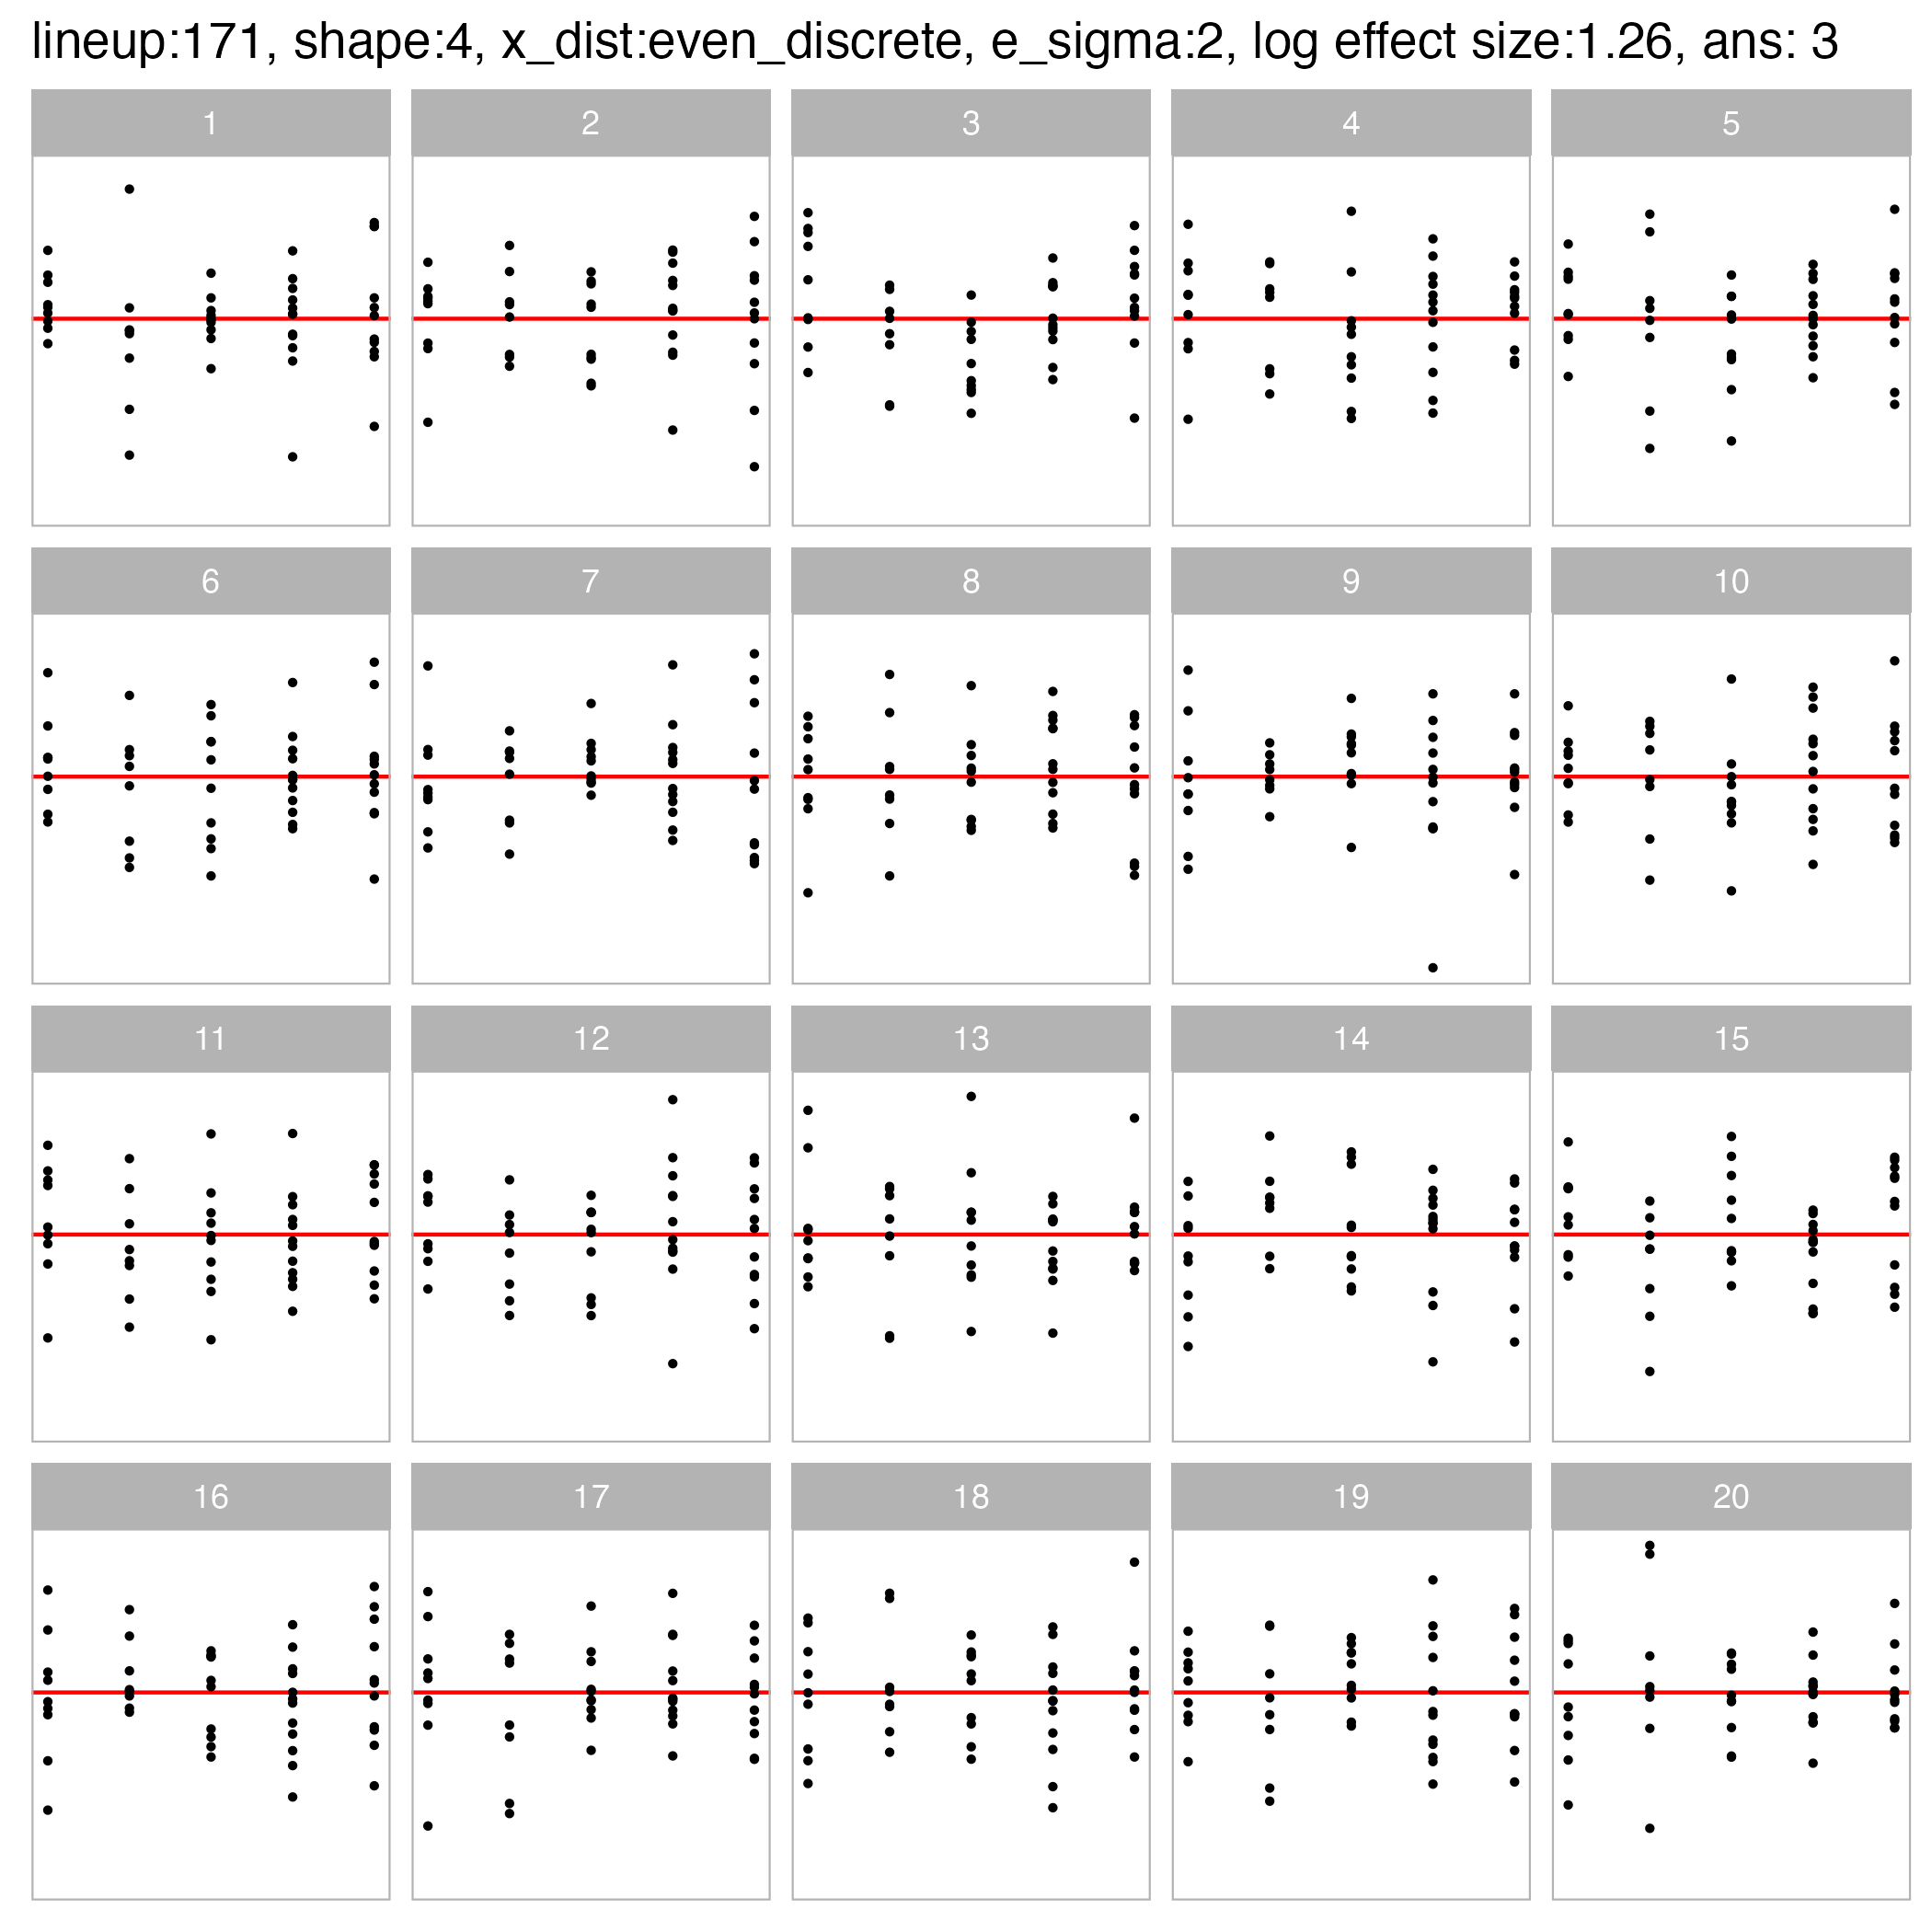 lineup:171, shape:4, x_dist:even_discrete, e_sigma:2, log effect size:1.26, ans: 3
1 2 3 4 5
6 7 8 9 10
11 12 13 14 15
16 17 18 19 20